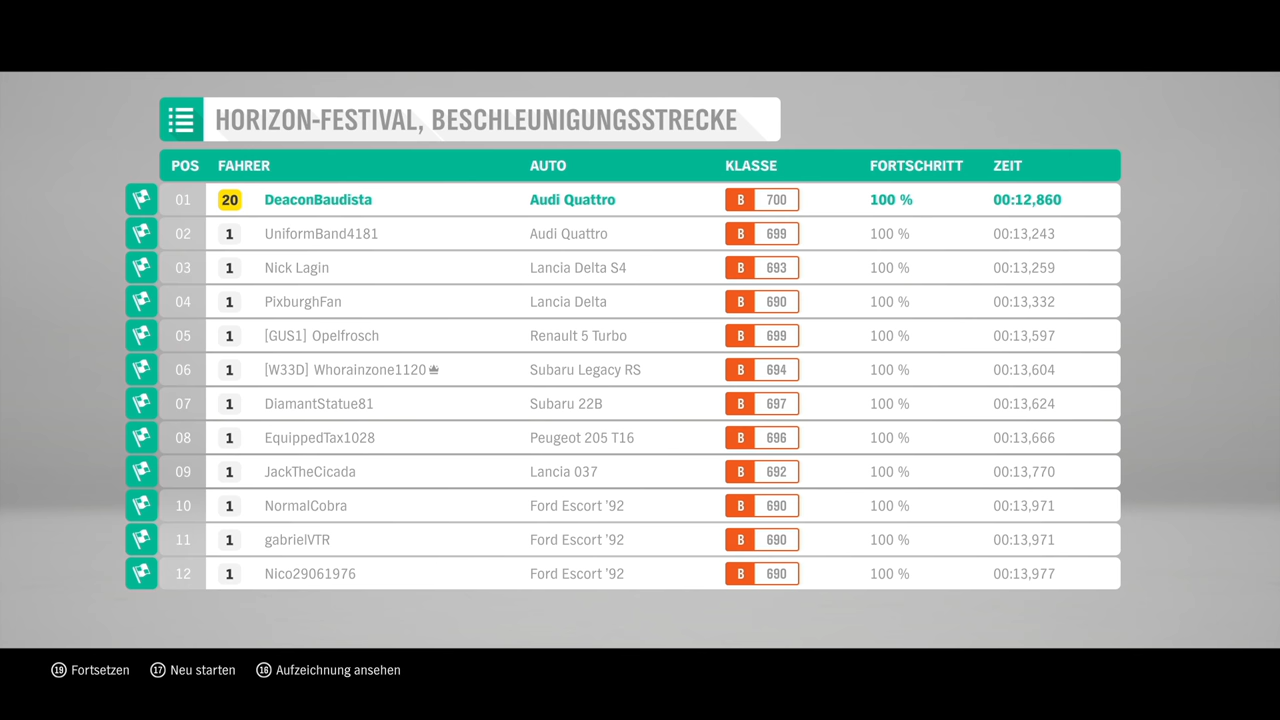 HORIZON-FESTIVAL, BESCHLEUNIGUNGSSTRECKE
POS FAHRER AUTO KLASSE FORTSCHRITT ZEIT
01 20 DeaconBaudista Audi Quattro B 700 100 % 00:12,860
02 1 UniformBand4181 Audi Quattro B 699 100 % 00:13,243
03 1 Nick Lagin Lancia Delta S4 B 693 100 % 00:13,259
04 1 PixburghFan Lancia Delta B 690 100 % 00:13,332
05 1 [GUS1] Opelfrosch Renault 5 Turbo B 699 100 % 00:13,597
06 1 [W33D] Whorainzone1120 Subaru Legacy RS B 694 100 % 00:13,604
07 1 DiamantStatue81 Subaru 22B B 697 100 % 00:13,624
08 1 EquippedTax1028 Peugeot 205 T16 B 696 100 % 00:13,666
09 1 JackTheCicada Lancia 037 B 692 100 % 00:13,770
10 1 NormalCobra Ford Escort '92 B 690 100 % 00:13,971
11 1 gabrielVTR Ford Escort '92 B 690 100 % 00:13,971
12 1 Nico29061976 Ford Escort '92 B 690 100 % 00:13,977
19 Fortsetzen 17 Neu starten 16 Aufzeichnung ansehen